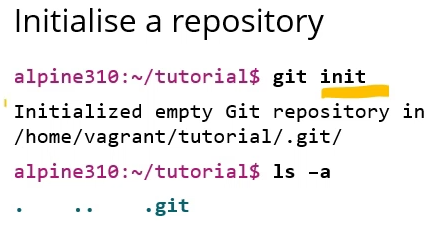 Initialise a repository
alpine310:~/tutorial$ git init
Initialized empty Git repository in
/home/vagrant/tutorial/.git/
alpine310:~/tutorial$ ls –a
. .. .git